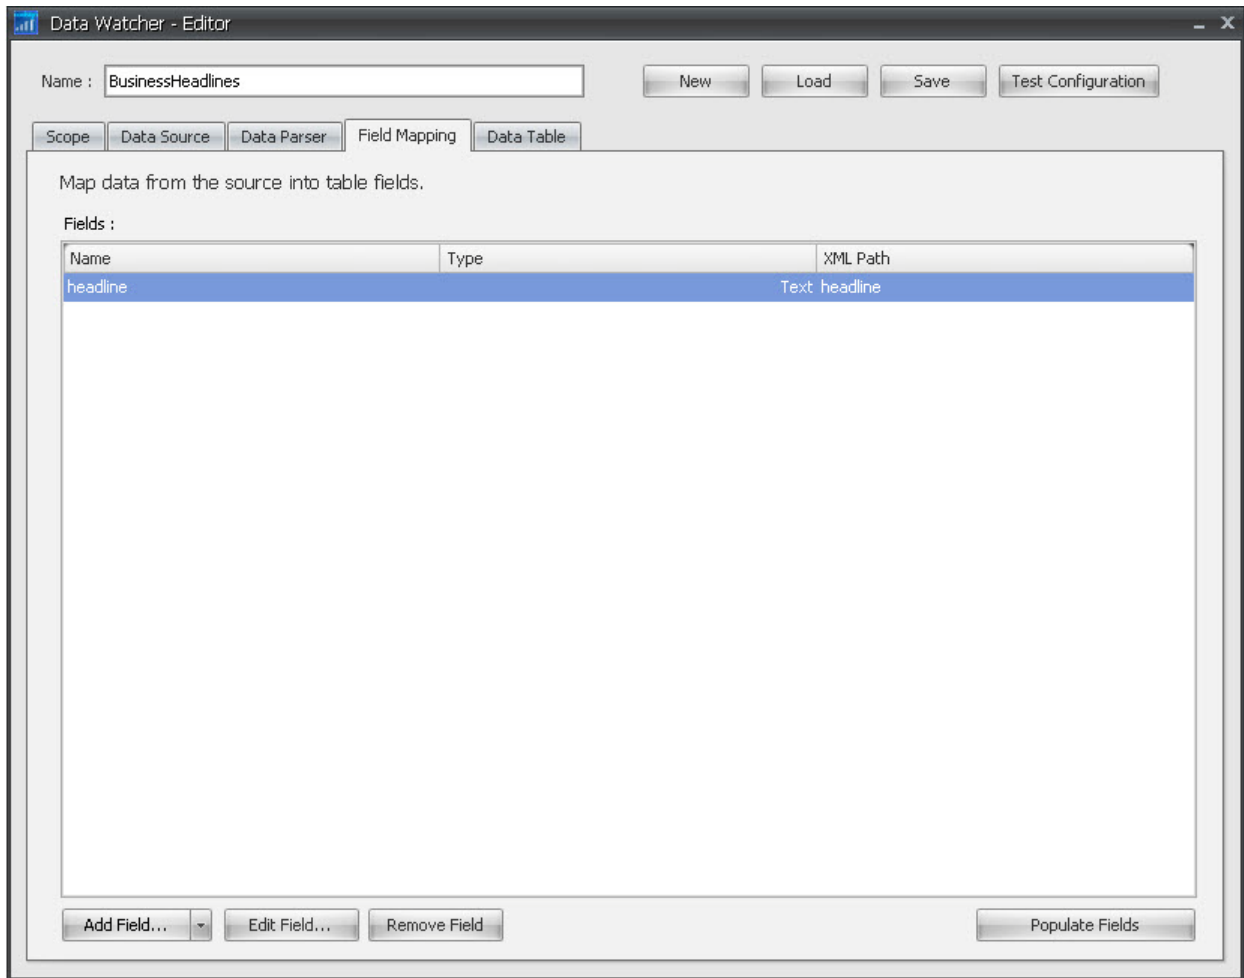 Data Watcher - Editor
Name : BusinessHeadlines New Load Save Test Configuration
Scope Data Source Data Parser Field Mapping Data Table
Map data from the source into table fields.
Fields :
Name Type XML Path
headline Text headline
Add Field... Edit Field... Remove Field Populate Fields